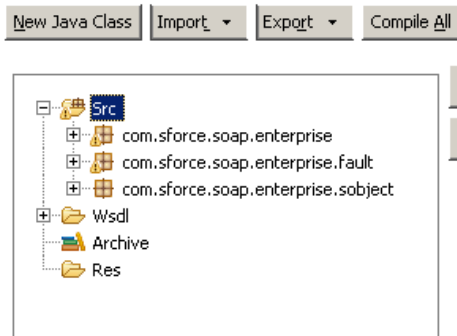 New Java Class Import Export Compile All
Src
com.sforce.soap.enterprise
com.sforce.soap.enterprise.fault
com.sforce.soap.enterprise.sobject
Wsdl
Archive
Res